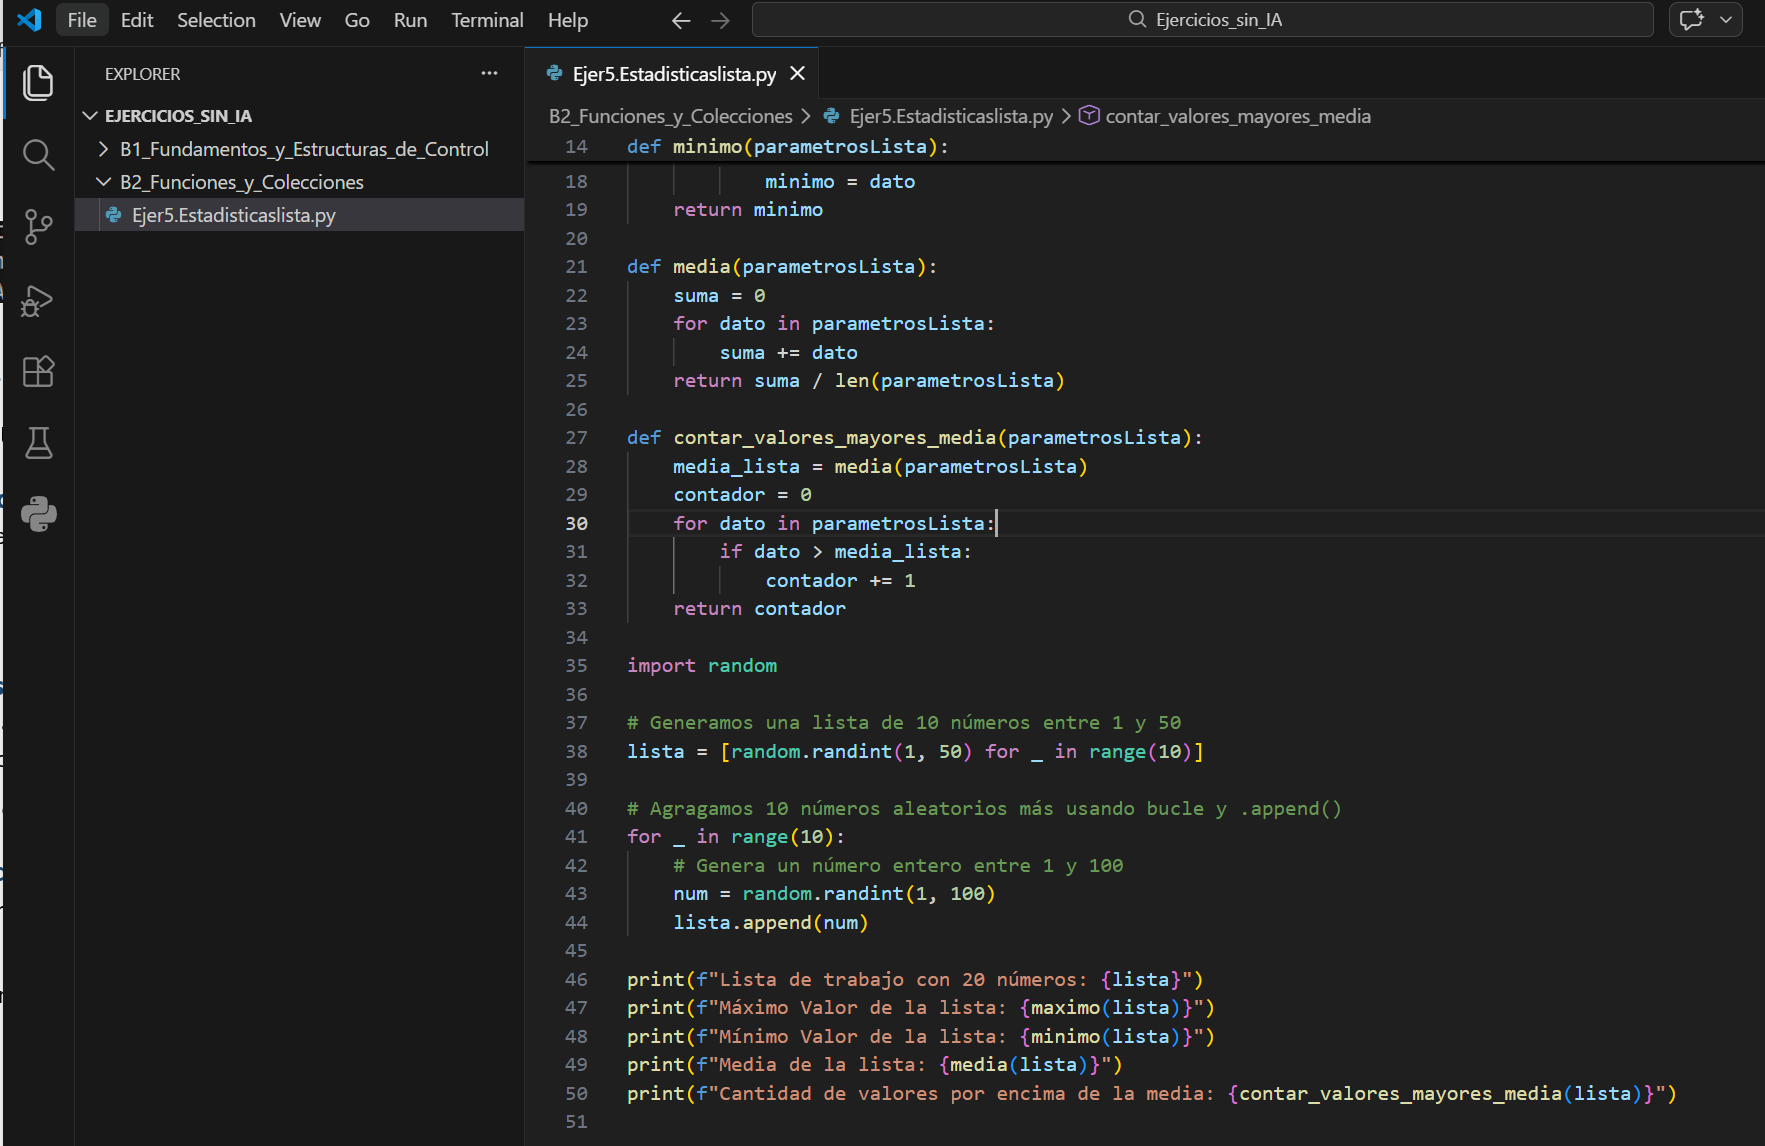 File Edit Selection View Go Run Terminal Help
Ejercicios_sin_IA
EXPLORER
EJERCICIOS_SIN_IA
B1_Fundamentos_y_Estructuras_de_Control
B2_Funciones_y_Colecciones
Ejer5.Estadisticaslista.py
Ejer5.Estadisticaslista.py
B2_Funciones_y_Colecciones > Ejer5.Estadisticaslista.py > contar_valores_mayores_media
14 def minimo(parametrosLista):
18 minimo = dato
19 return minimo
20
21 def media(parametrosLista):
22 suma = 0
23 for dato in parametrosLista:
24 suma += dato
25 return suma / len(parametrosLista)
26
27 def contar_valores_mayores_media(parametrosLista):
28 media_lista = media(parametrosLista)
29 contador = 0
30 for dato in parametrosLista:
31 if dato > media_lista:
32 contador += 1
33 return contador
34
35 import random
36
37 # Generamos una lista de 10 números entre 1 y 50
38 lista = [random.randint(1, 50) for _ in range(10)]
39
40 # Agragamos 10 números aleatorios más usando bucle y .append()
41 for _ in range(10):
42 # Genera un número entero entre 1 y 100
43 num = random.randint(1, 100)
44 lista.append(num)
45
46 print(f"Lista de trabajo con 20 números: {lista}")
47 print(f"Máximo Valor de la lista: {maximo(lista)}")
48 print(f"Mínimo Valor de la lista: {minimo(lista)}")
49 print(f"Media de la lista: {media(lista)}")
50 print(f"Cantidad de valores por encima de la media: {contar_valores_mayores_media(lista)}")
51